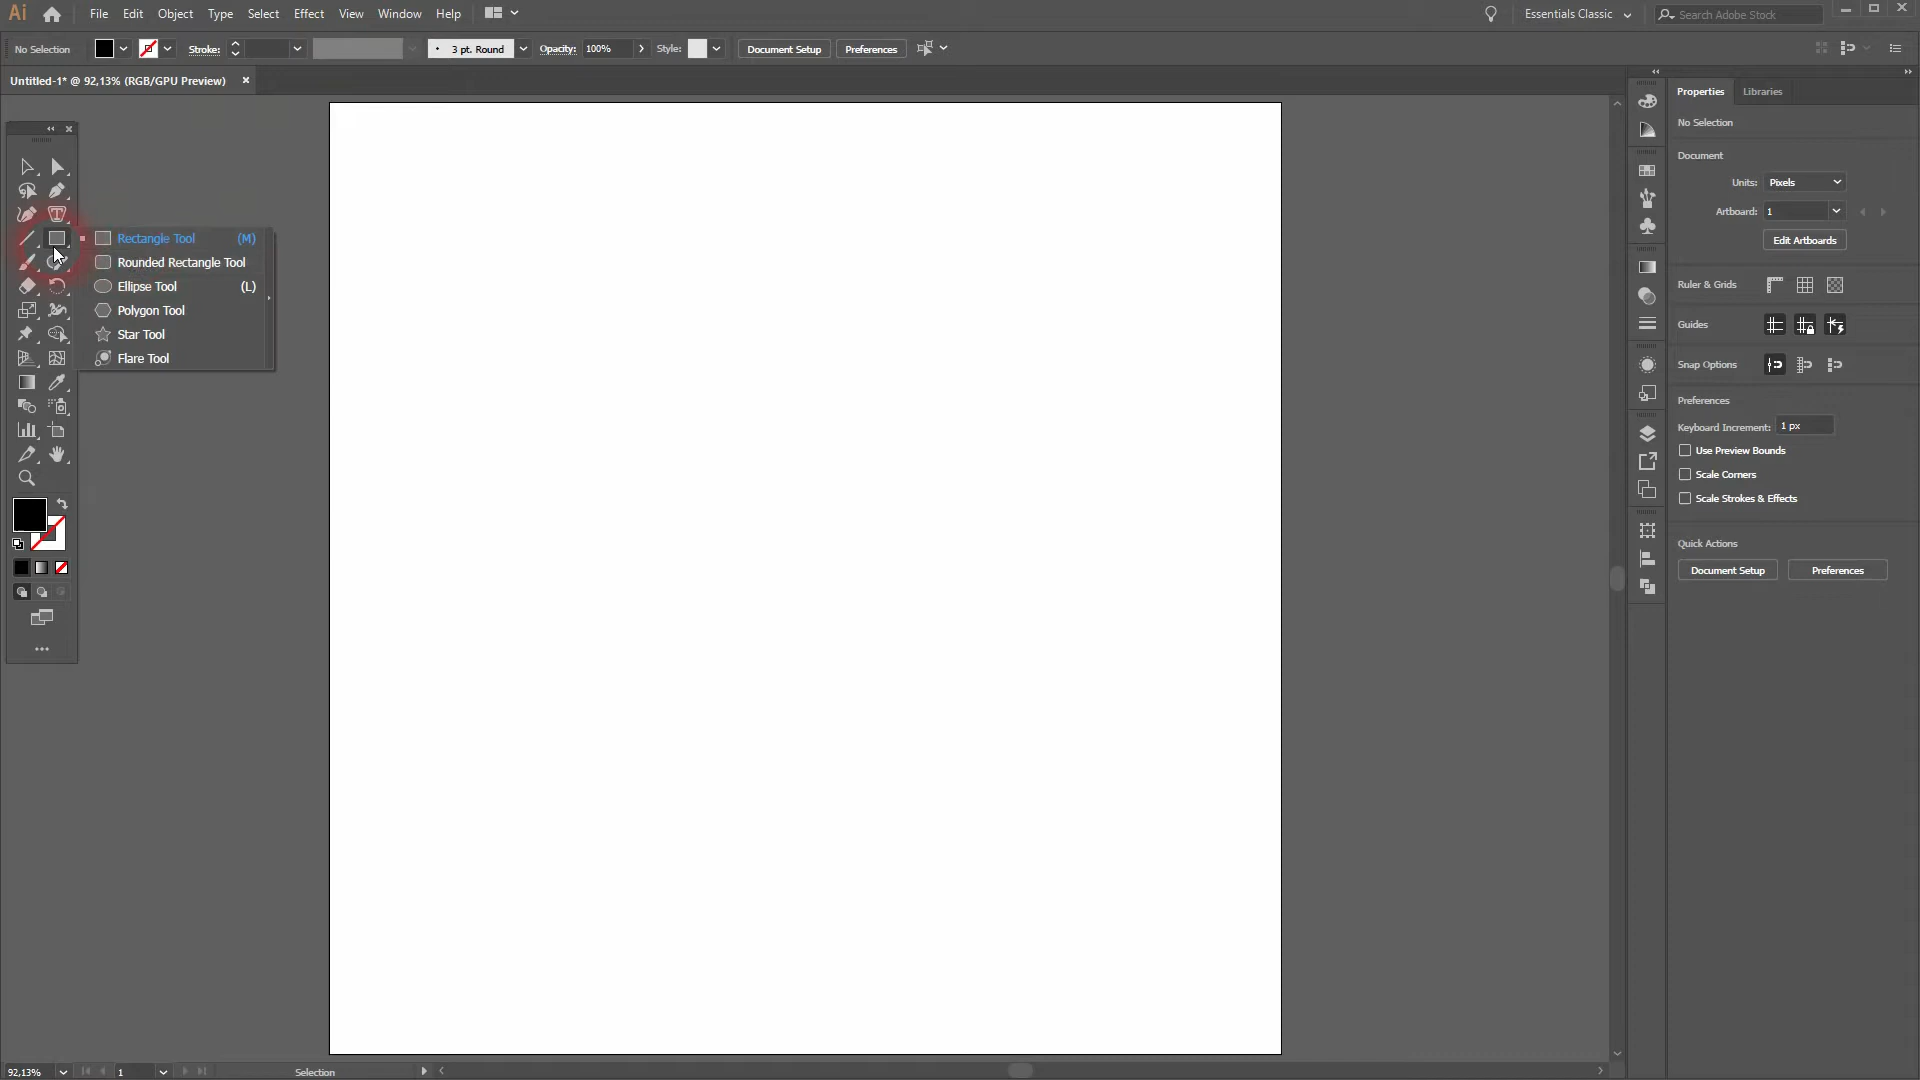 Ai
File Edit Object Type Select Effect View Window Help
Essentials Classic
Search Adobe Stock
No Selection
Stroke:
3 pt. Round
Opacity: 100%
Style:
Document Setup
Preferences
Untitled-1* @ 92,13% (RGB/GPU Preview)
Rectangle Tool (M)
Rounded Rectangle Tool
Ellipse Tool (L)
Polygon Tool
Star Tool
Flare Tool
Properties Libraries
No Selection
Document
Units: Pixels
Artboard: 1
Edit Artboards
Ruler & Grids
Guides
Snap Options
Preferences
Keyboard Increment: 1 px
Use Preview Bounds
Scale Corners
Scale Strokes & Effects
Quick Actions
Document Setup Preferences
92,13% 1 Selection